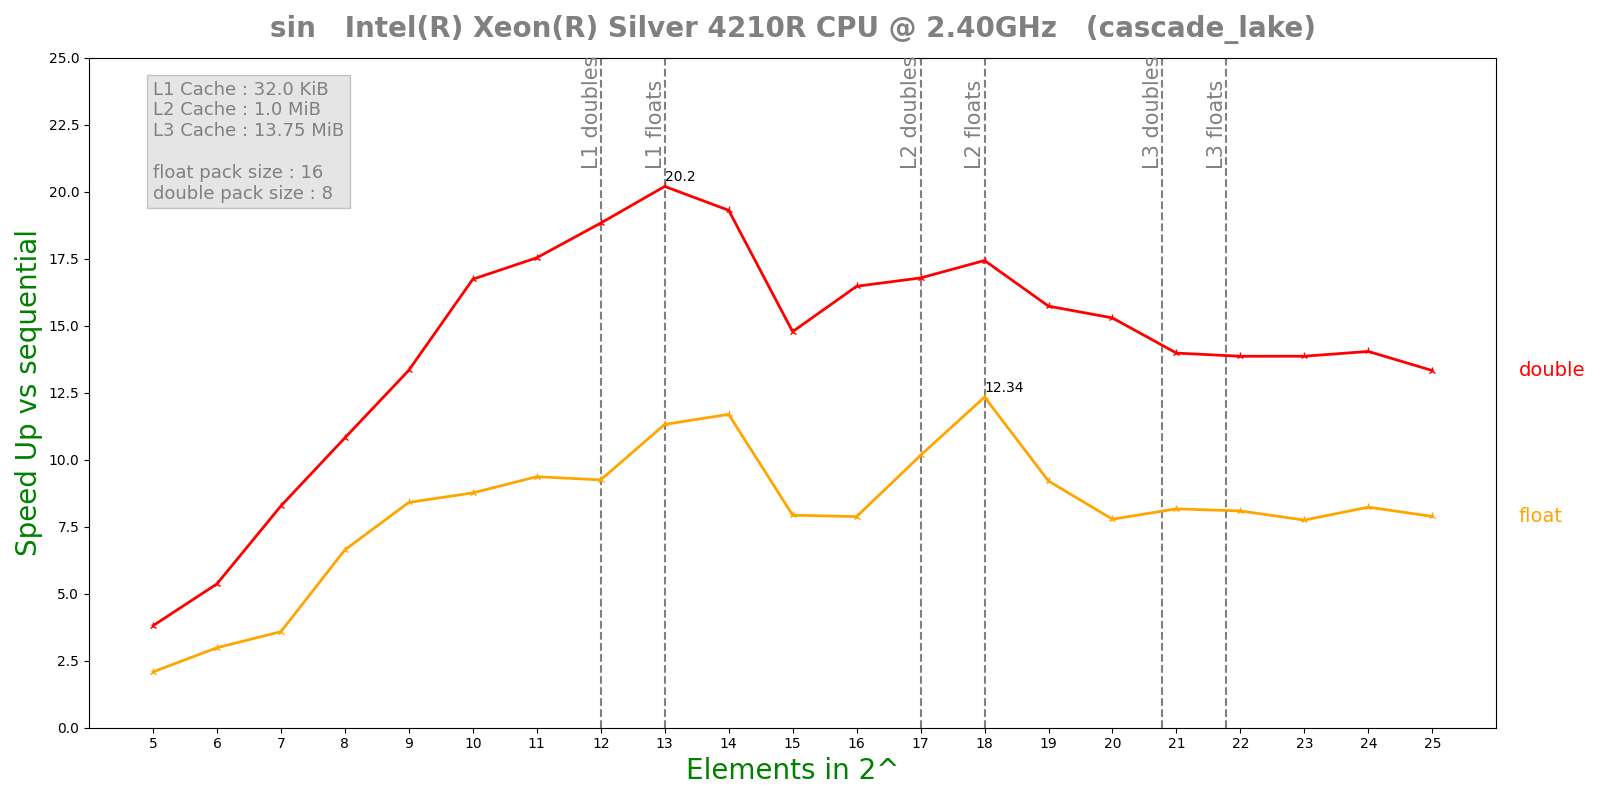 sin   Intel(R) Xeon(R) Silver 4210R CPU @ 2.40GHz   (cascade_lake)
25.0
22.5
20.0
17.5
15.0
12.5
10.0
7.5
5.0
2.5
0.0
Speed Up vs sequential
L1 Cache : 32.0 KiB
L2 Cache : 1.0 MiB
L3 Cache : 13.75 MiB
float pack size : 16
double pack size : 8
L1 doubles
L1 floats
L2 doubles
L2 floats
L3 doubles
L3 floats
20.2
12.34
double
float
5 6 7 8 9 10 11 12 13 14 15 16 17 18 19 20 21 22 23 24 25
Elements in 2^